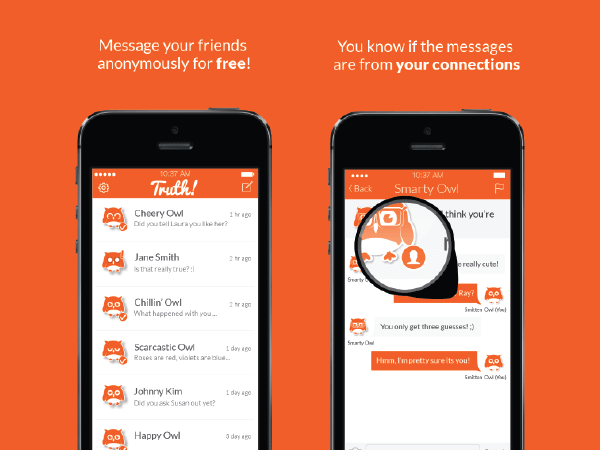 Message your friends
anonymously for free!
10:37 AM
Truth!
Cheery Owl
1 hr ago
Did you tell Laura you like her?
Jane Smith
2 hr ago
Is that really true? :)
Chillin' Owl
2 hr ago
What happened with you ...
Scarcastic Owl
1 day ago
Roses are red, violets are blue...
Johnny Kim
1 day ago
Did you ask Susan out yet?
Happy Owl
3 day ago
You know if the messages
are from your connections
10:37 AM
Back
Smarty Owl
think you're
really cute!
Smarty
Ray?
Smitten Owl (You)
You only get three guesses! ;)
Smarty Owl
Hmm, I'm pretty sure its you!
Smitten Owl (You)